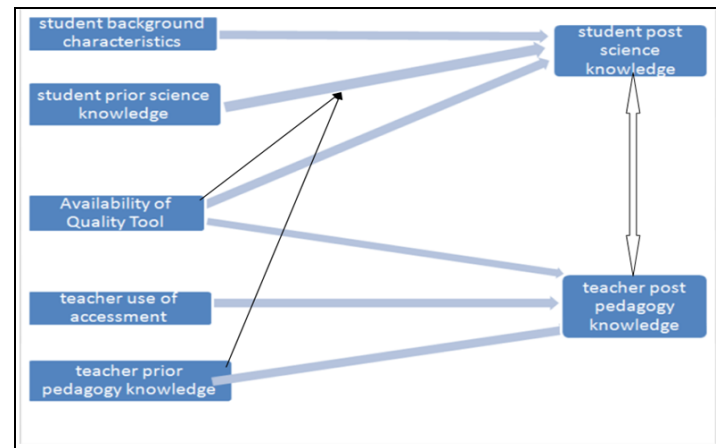 student background
characteristics
student prior science
knowledge
Availability of
Quality Tool
teacher use of
accessment
teacher prior
pedagogy knowledge
student post
science
knowledge
teacher post
pedagogy
knowledge